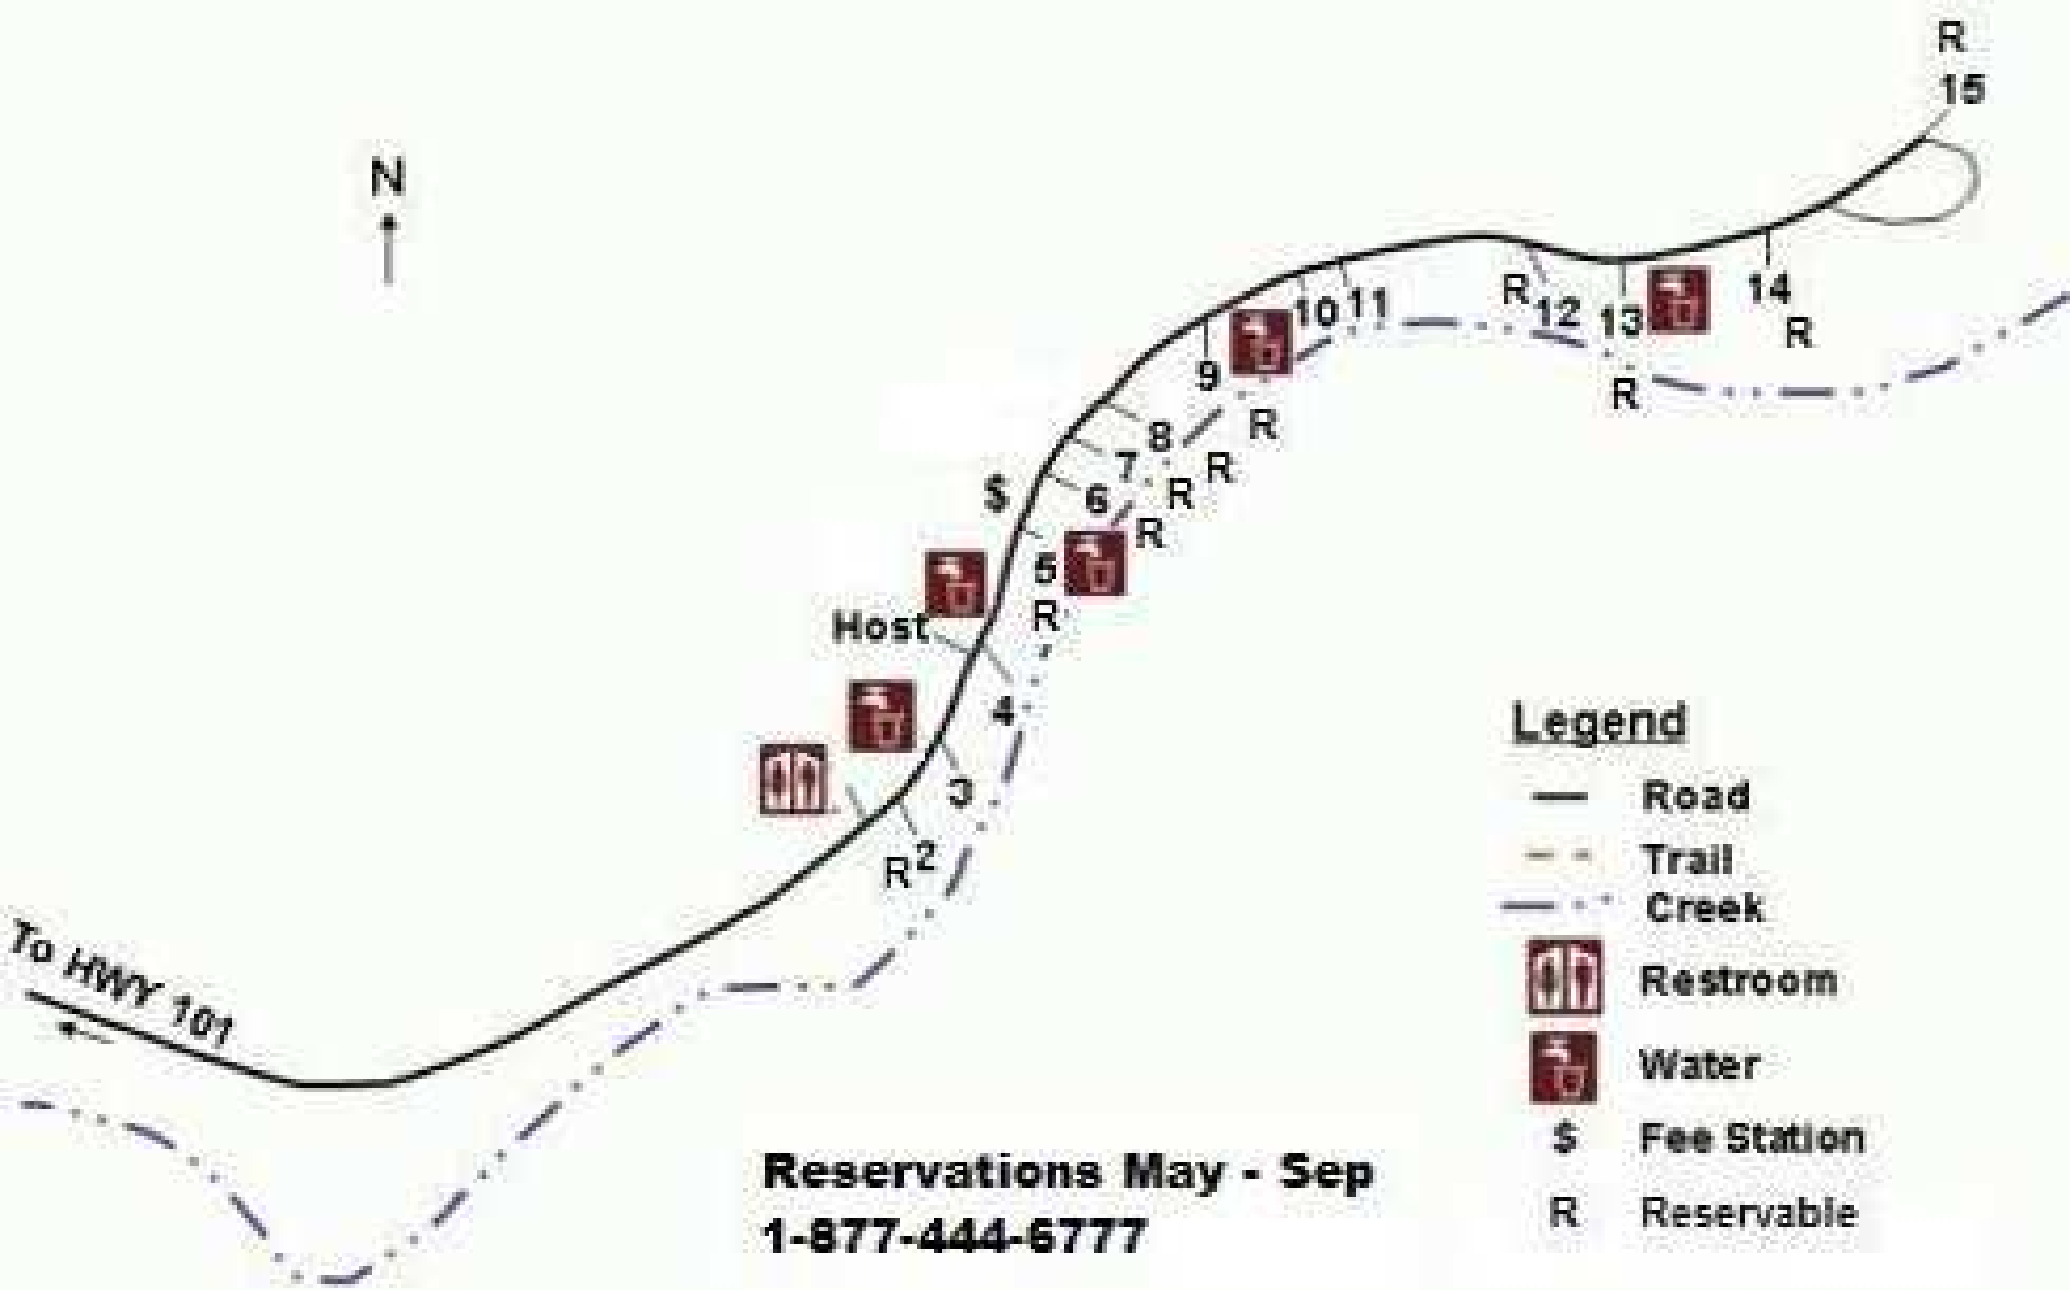 R
15
N
14
R
R 12
13
R
10 11
9
R
8
R
7
R
6
R
$
5
R
Host
4
3
R 2
To HWY 101
Legend
Road
Trail
Creek
Restroom
Water
$ Fee Station
R Reservable
Reservations May - Sep
1-877-444-6777